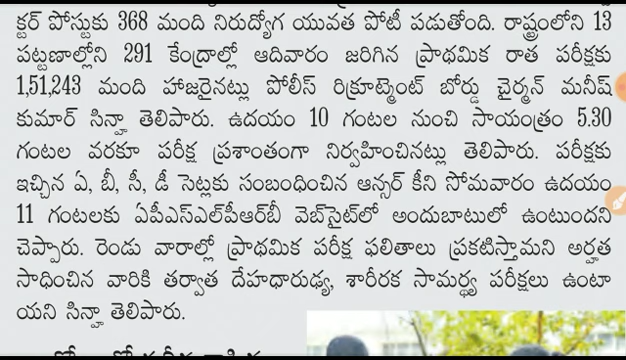 క్టర్ పోస్టుకు 368 మంది నిరుద్యోగ యువత పోటీ పడుతోంది. రాష్ట్రంలోని 13
పట్టణాల్లోని 291 కేంద్రాల్లో ఆదివారం జరిగిన ప్రాథమిక రాత పరీక్షకు
1,51,243 మంది హాజరైనట్లు పోలీస్ రిక్రూట్మెంట్ బోర్డు చైర్మన్ మనీష్
కుమార్ సిన్హా తెలిపారు. ఉదయం 10 గంటల నుంచి సాయంత్రం 5.30
గంటల వరకూ పరీక్ష ప్రశాంతంగా నిర్వహించినట్లు తెలిపారు. పరీక్షకు
ఇచ్చిన ఏ, బీ, సీ, డీ సెట్లకు సంబంధించిన ఆన్సర్ కీని సోమవారం ఉదయం
11 గంటలకు ఏపీఎస్ఎల్పీఆర్‌బీ వెబ్‌సైట్‌లో అందుబాటులో ఉంటుందని
చెప్పారు. రెండు వారాల్లో ప్రాథమిక పరీక్ష ఫలితాలు ప్రకటిస్తామని అర్హత
సాధించిన వారికి తర్వాత దేహధారుఢ్య, శారీరక సామర్థ్య పరీక్షలు ఉంటా
యని సిన్హా తెలిపారు.